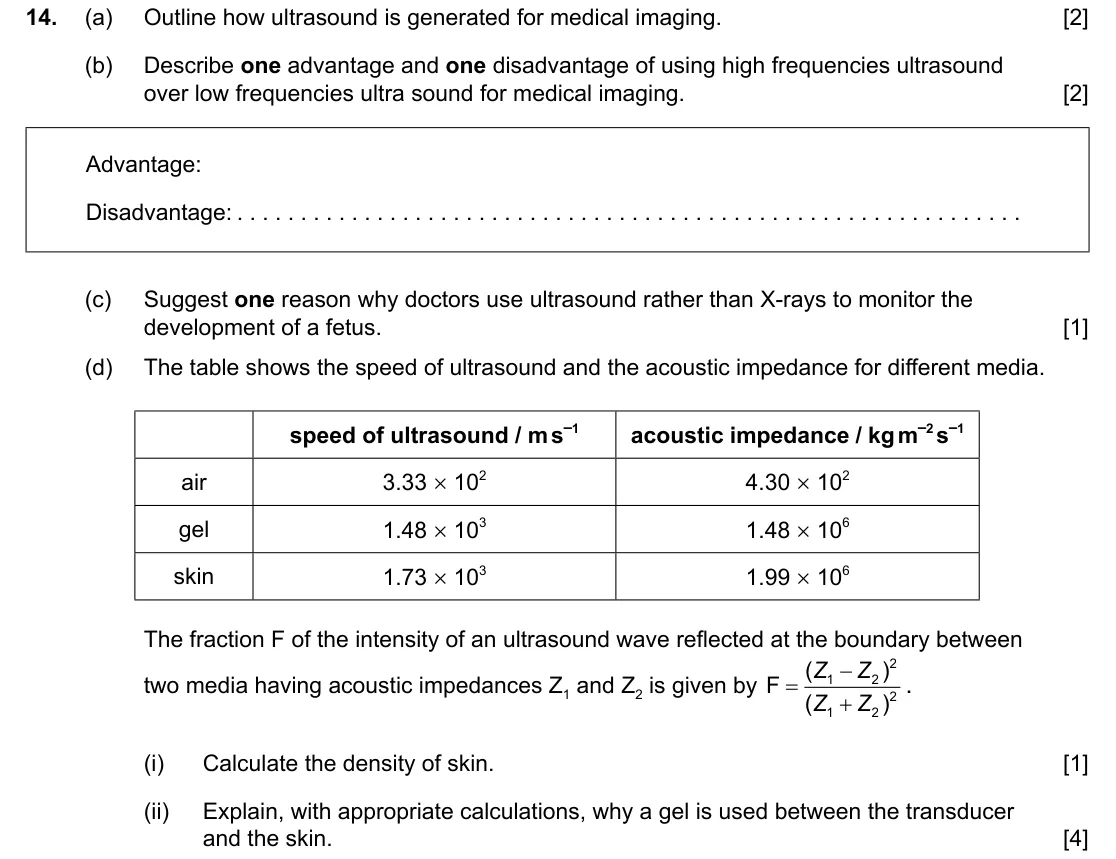 14. (a) Outline how ultrasound is generated for medical imaging. [2]
(b) Describe one advantage and one disadvantage of using high frequencies ultrasound
over low frequencies ultra sound for medical imaging. [2]
Advantage:
Disadvantage: . . . . . . . . . . . . . . . . . . . . . . . . . . . . . . . . . . . . . . . . . . . . . . . . . . . . . . . . . . . . . .
(c) Suggest one reason why doctors use ultrasound rather than X-rays to monitor the
development of a fetus. [1]
(d) The table shows the speed of ultrasound and the acoustic impedance for different media.
speed of ultrasound / m s⁻¹ acoustic impedance / kg m⁻² s⁻¹
air 3.33 × 10² 4.30 × 10²
gel 1.48 × 10³ 1.48 × 10⁶
skin 1.73 × 10³ 1.99 × 10⁶
The fraction F of the intensity of an ultrasound wave reflected at the boundary between
two media having acoustic impedances Z₁ and Z₂ is given by F = (Z₁ − Z₂)² / (Z₁ + Z₂)² .
(i) Calculate the density of skin. [1]
(ii) Explain, with appropriate calculations, why a gel is used between the transducer
and the skin. [4]